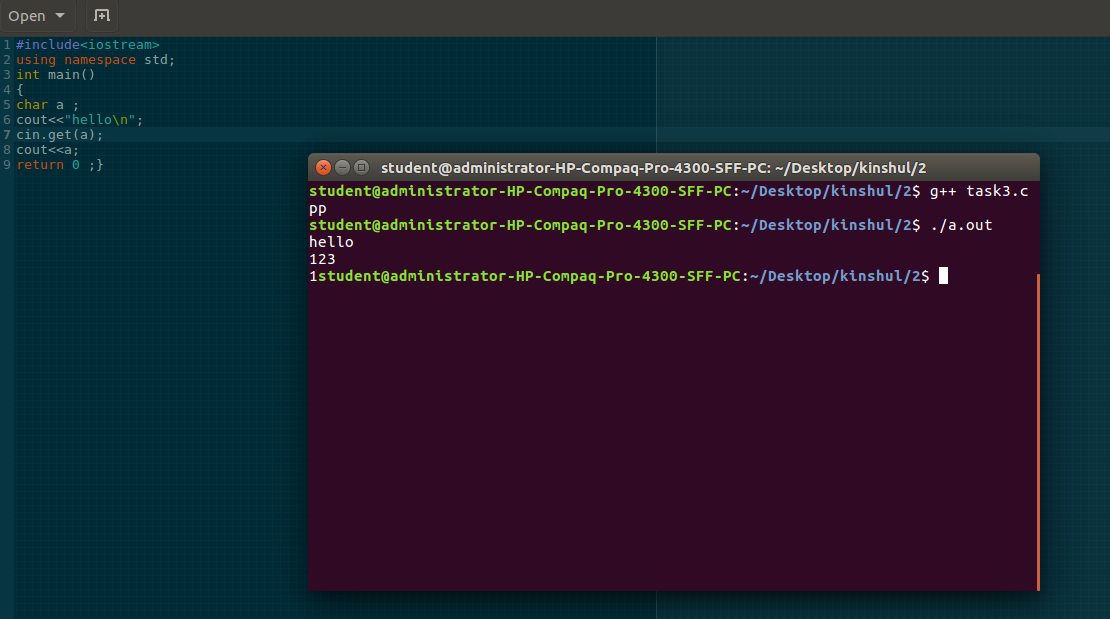 Open
1 #include<iostream>
2 using namespace std;
3 int main()
4 {
5 char a ;
6 cout<<"hello\n";
7 cin.get(a);
8 cout<<a;
9 return 0 ;}
student@administrator-HP-Compaq-Pro-4300-SFF-PC: ~/Desktop/kinshul/2
student@administrator-HP-Compaq-Pro-4300-SFF-PC:~/Desktop/kinshul/2$ g++ task3.c
pp
student@administrator-HP-Compaq-Pro-4300-SFF-PC:~/Desktop/kinshul/2$ ./a.out
hello
123
1student@administrator-HP-Compaq-Pro-4300-SFF-PC:~/Desktop/kinshul/2$